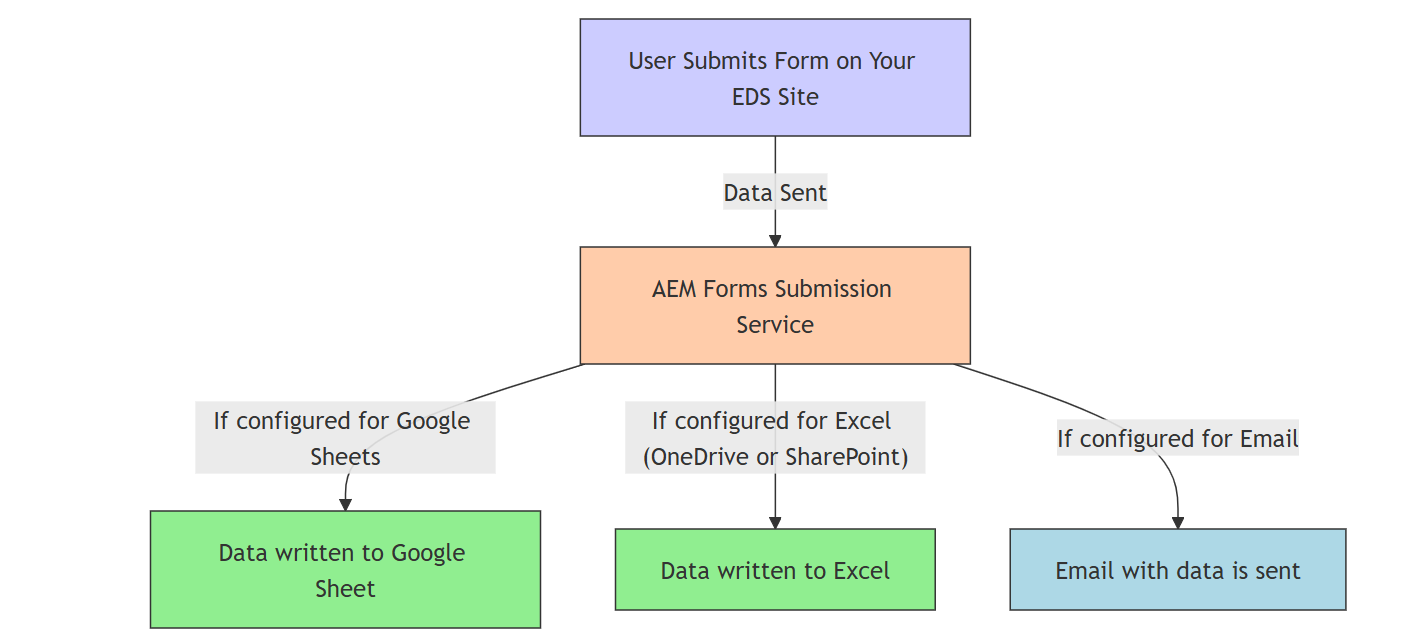 User Submits Form on Your
EDS Site
Data Sent
AEM Forms Submission
Service
If configured for Google
Sheets
If configured for Excel
(OneDrive or SharePoint)
If configured for Email
Data written to Google
Sheet
Data written to Excel
Email with data is sent